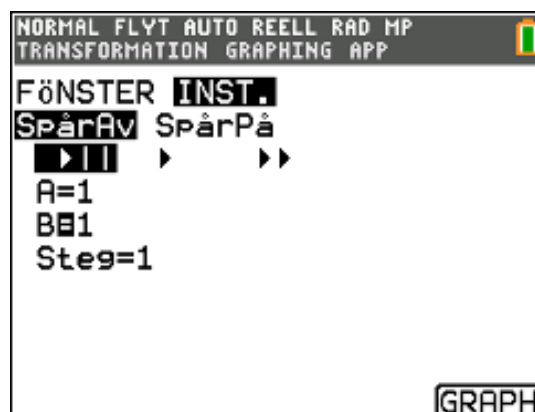 NORMAL FLYT AUTO REELL RAD MP
TRANSFORMATION GRAPHING APP
FöNSTER INST.
SpårAv SpårPå
▶|| ▶ ▶▶
A=1
B=1
Steg=1
GRAPH